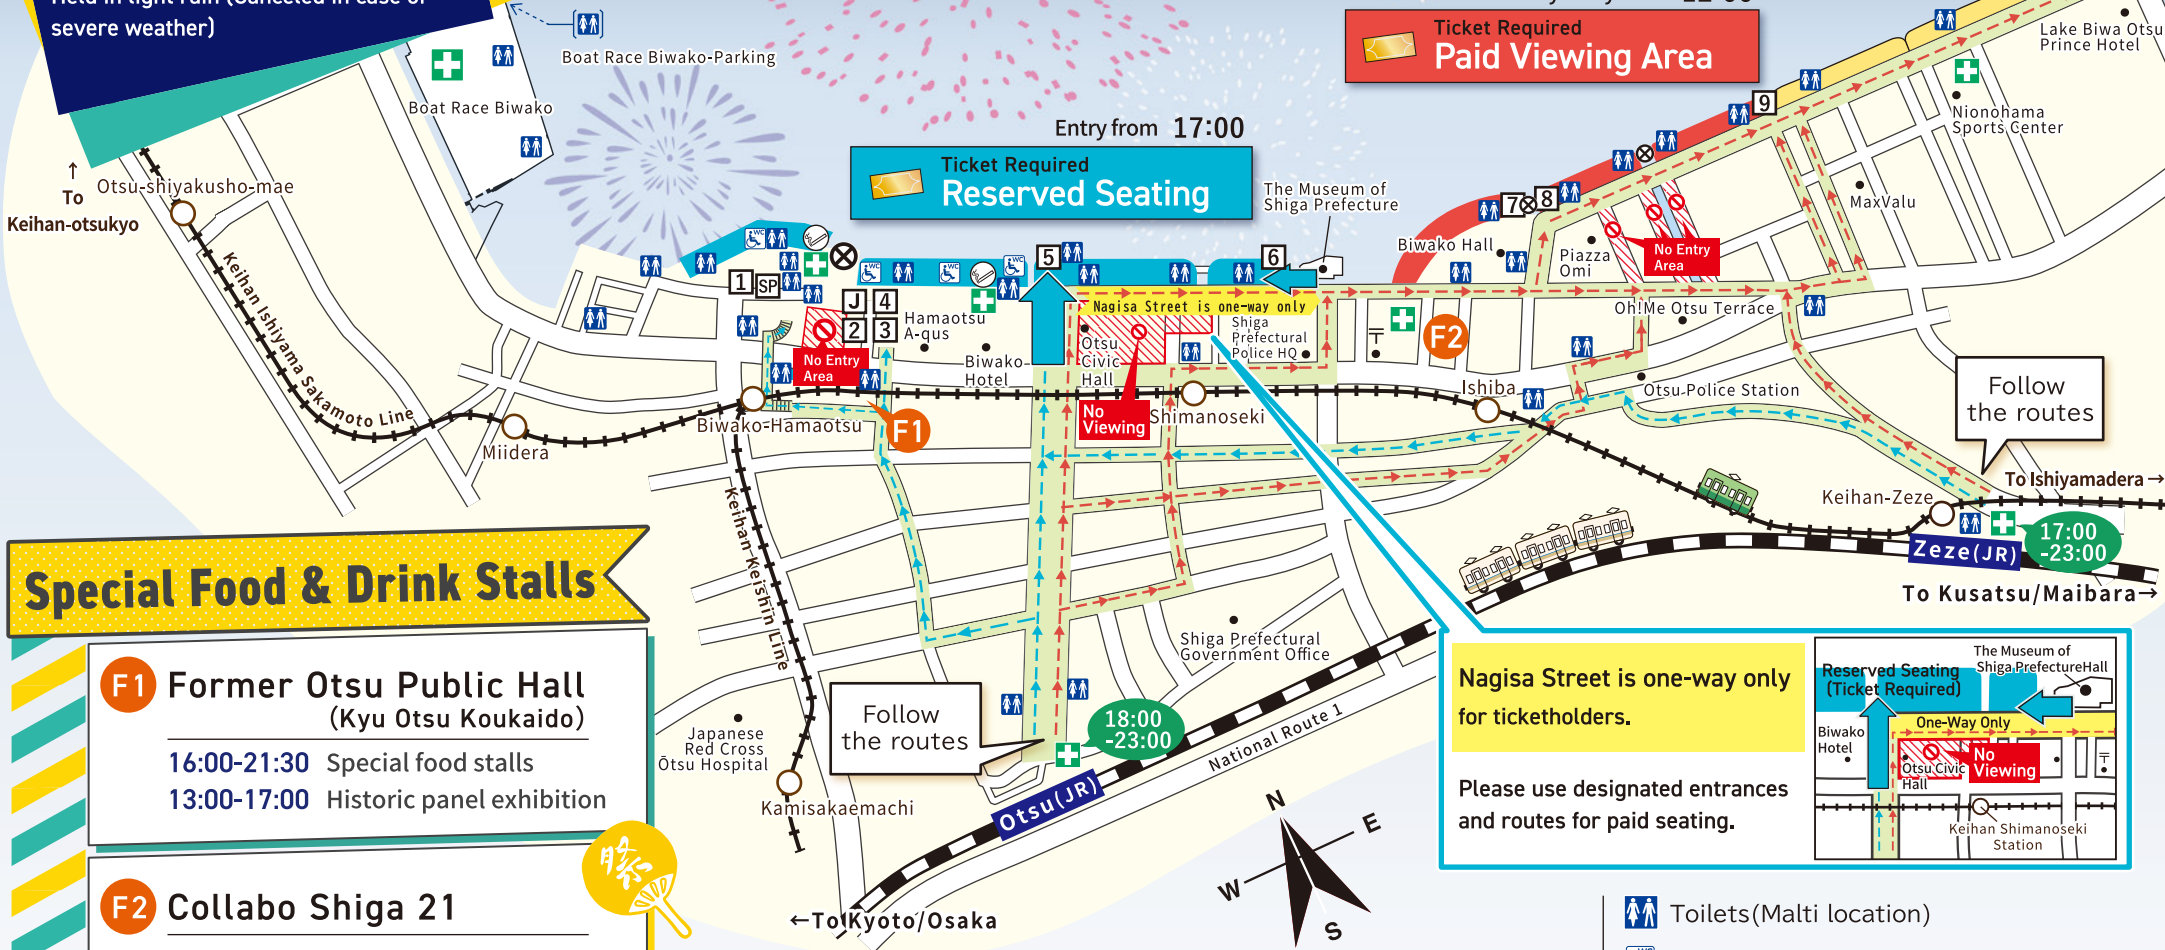 severe weather)
Boat Race Biwako-Parking
Boat Race Biwako
Ticket Required
Paid Viewing Area
Lake Biwa Otsu
Prince Hotel
Nionohama
Sports Center
Entry from 17:00
Ticket Required
Reserved Seating
The Museum of
Shiga Prefecture
↑
To
Keihan-otsukyo
Otsu-shiyakusho-mae
Keihan Ishiyama Sakamoto Line
Miidera
Biwako-Hamaotsu
1
SP
J
4
2
3
5
6
7
8
9
WC
WC
WC
WC
No Entry
Area
Hamaotsu
A-qus
Biwako
Hotel
Nagisa Street is one-way only
Otsu
Civic
Hall
Shiga
Prefectural
Police HQ
No
Viewing
Shimanoseki
Biwako Hall
Piazza
Omi
No Entry
Area
MaxValu
Oh!Me Otsu Terrace
〒
F2
Ishiba
Otsu Police Station
Follow
the routes
F1
Keihan-Keishin Line
Keihan-Zeze
To Ishiyamadera→
Zeze(JR)
17:00
-23:00
To Kusatsu/Maibara→
Shiga Prefectural
Government Office
Japanese
Red Cross
Ōtsu Hospital
Kamisakaemachi
Follow
the routes
18:00
-23:00
Otsu(JR)
National Route 1
←To Kyoto/Osaka
N
E
W
S
Special Food & Drink Stalls
F1 Former Otsu Public Hall
(Kyu Otsu Koukaido)
16:00-21:30 Special food stalls
13:00-17:00 Historic panel exhibition
祭
F2 Collabo Shiga 21
Nagisa Street is one-way only
for ticketholders.
Please use designated entrances
and routes for paid seating.
Reserved Seating
(Ticket Required)
The Museum of
Shiga PrefectureHall
One-Way Only
Biwako
Hotel
Otsu Civic
Hall
No
Viewing
〒
Keihan Shimanoseki
Station
Toilets(Malti location)